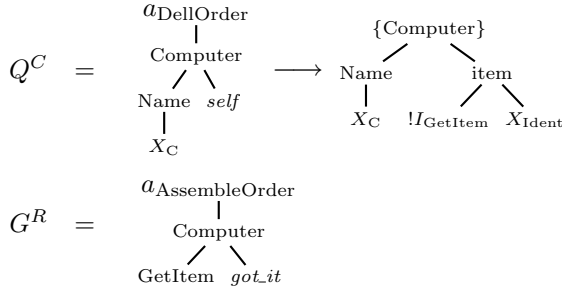 a_DellOrder
{Computer}
Q^C = Computer ⟶ Name item
Name self X_C !I_GetItem X_Ident
X_C
a_AssembleOrder
G^R = Computer
GetItem got_it